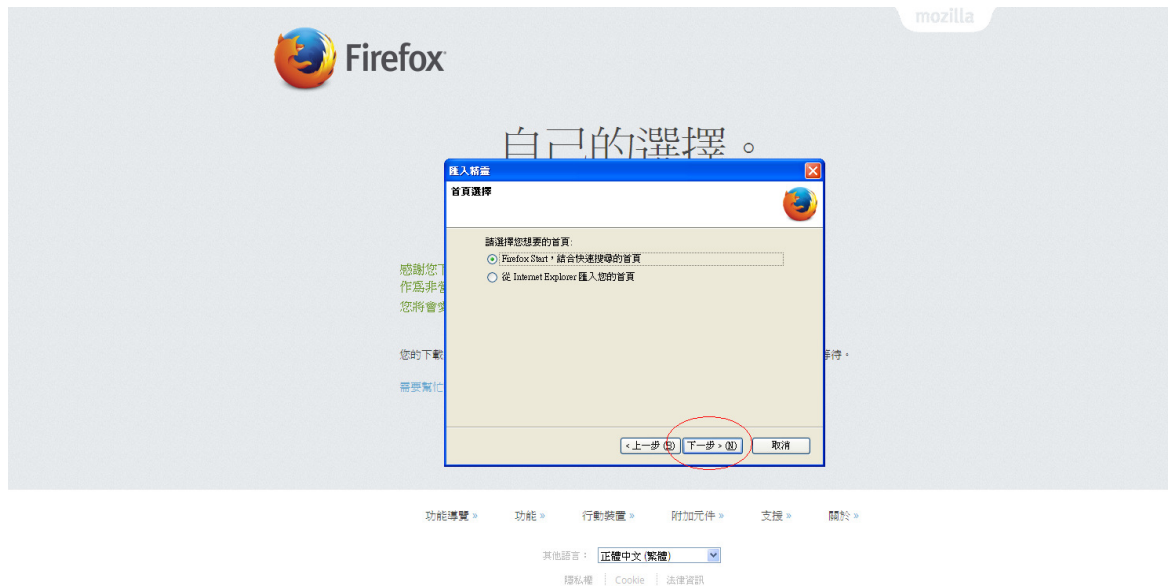 mozilla
Firefox
自己的選擇。
匯入精靈
首頁選擇
請選擇您想要的首頁:
Firefox Start，結合快速搜尋的首頁
從 Internet Explorer 匯入您的首頁
感謝您下
作為非營
您將會愛
您的下載
等待。
需要幫忙
<上一步(B)
下一步>(N)
取消
功能導覽 »
功能 »
行動裝置 »
附加元件 »
支援 »
關於 »
其他語言：
正體中文 (繁體)
隱私權
Cookie
法律資訊